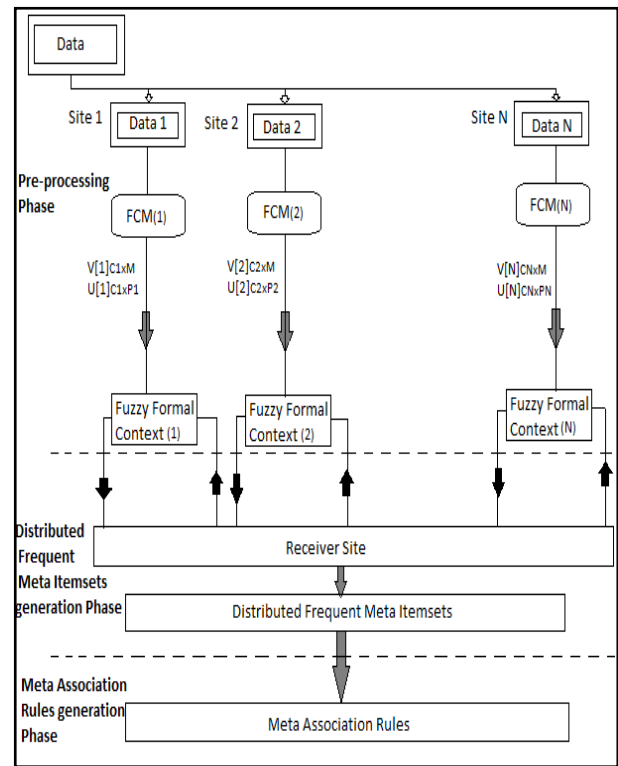 Data
Site 1
Data 1
Site 2
Data 2
Site N
Data N
Pre-processing
Phase
FCM(1)
FCM(2)
FCM(N)
V[1]C1xM
U[1]C1xP1
V[2]C2xM
U[2]C2xP2
V[N]CNxM
U[N]CNxPN
Fuzzy Formal
Context (1)
Fuzzy Formal
Context (2)
Fuzzy Formal
Context (N)
Distributed
Frequent
Meta Itemsets
generation Phase
Receiver Site
Distributed Frequent Meta Itemsets
Meta Association
Rules generation
Phase
Meta Association Rules